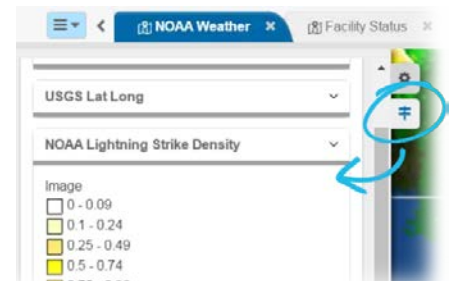 NOAA Weather
Facility Status
USGS Lat Long
NOAA Lightning Strike Density
Image
0 - 0.09
0.1 - 0.24
0.25 - 0.49
0.5 - 0.74